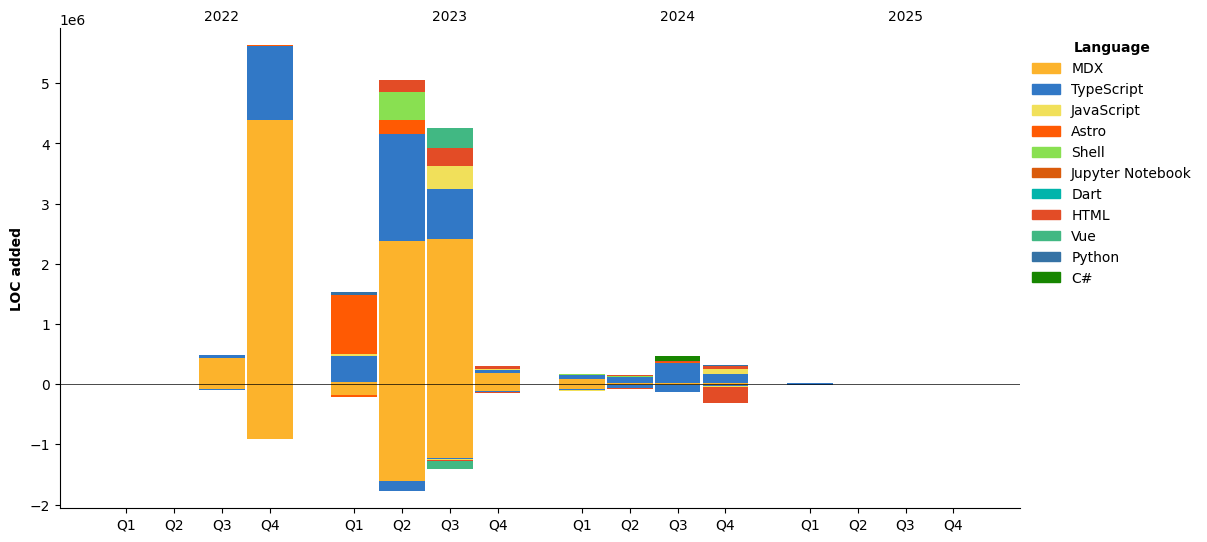 2022 2023 2024 2025
1e6
5
4
3
2
1
0
−1
−2
LOC added
Q1 Q2 Q3 Q4 Q1 Q2 Q3 Q4 Q1 Q2 Q3 Q4 Q1 Q2 Q3 Q4
Language
MDX
TypeScript
JavaScript
Astro
Shell
Jupyter Notebook
Dart
HTML
Vue
Python
C#